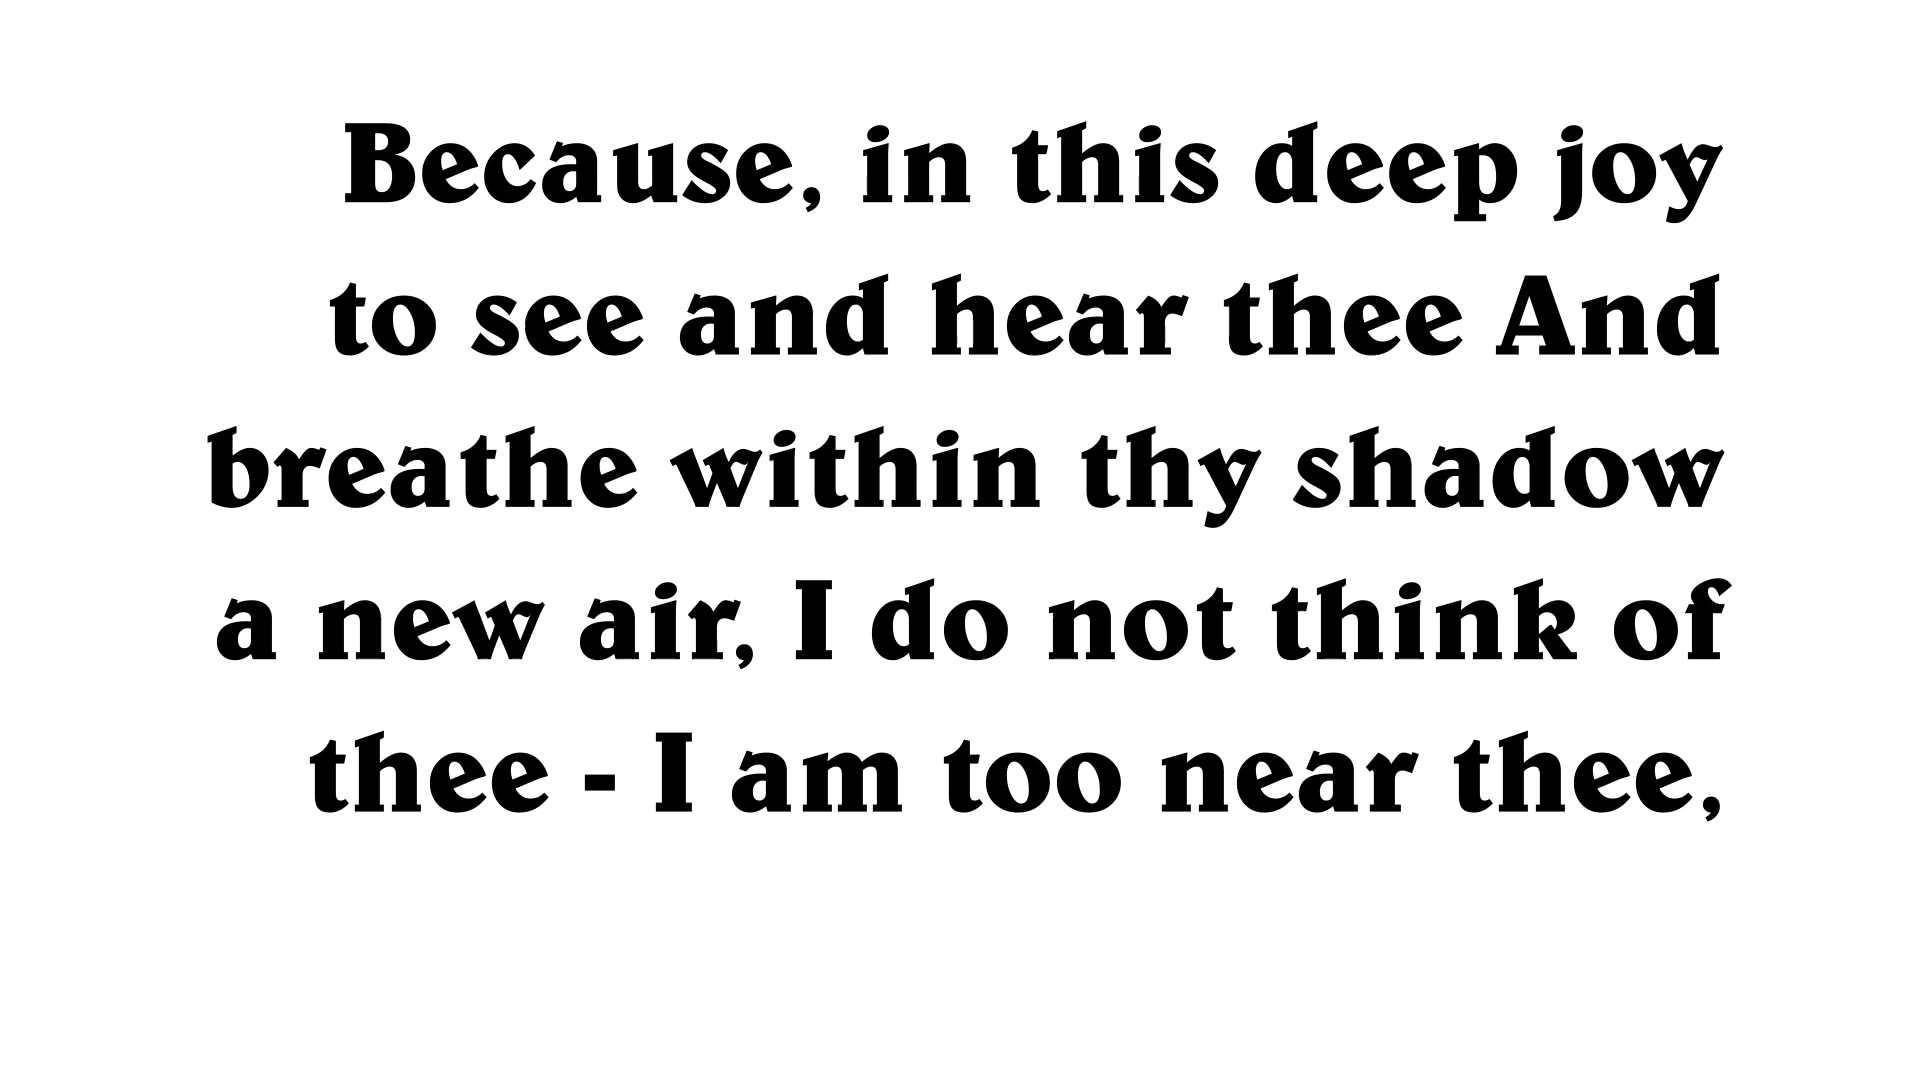 Because, in this deep joy
to see and hear thee And
breathe within thy shadow
a new air, I do not think of
thee - I am too near thee,